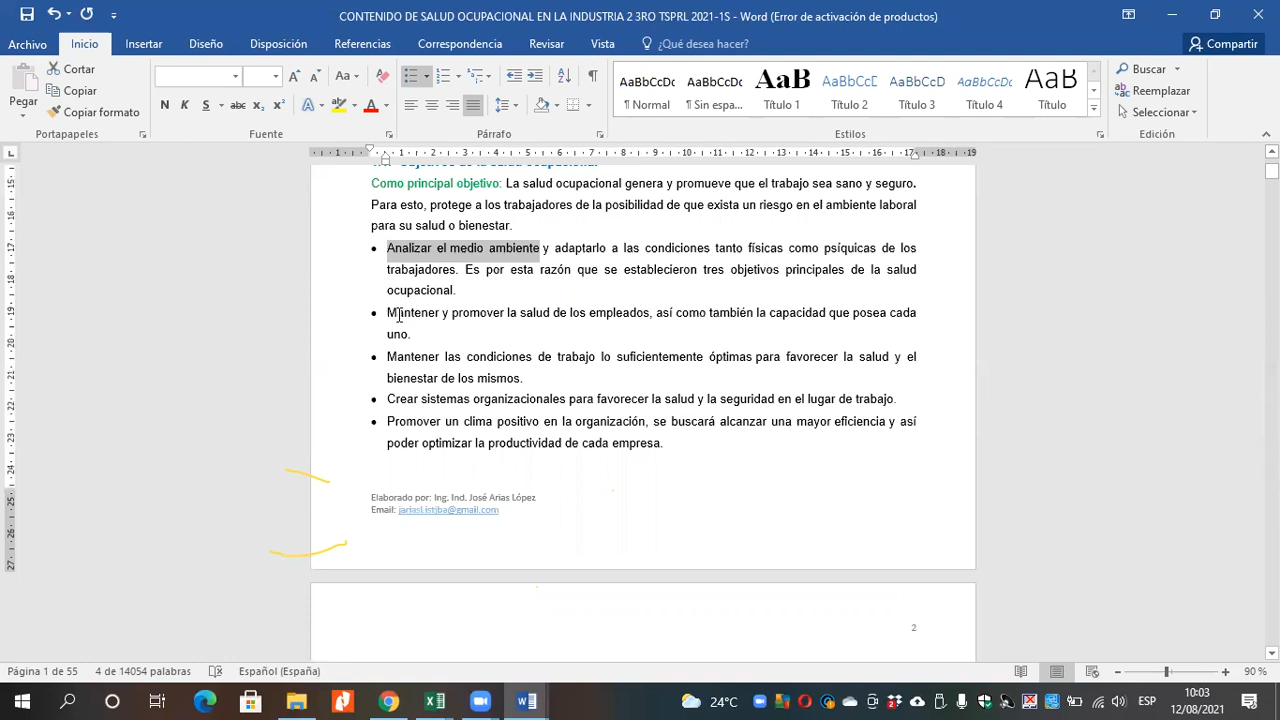 CONTENIDO DE SALUD OCUPACIONAL EN LA INDUSTRIA 2 3RO TSPRL 2021-1S - Word (Error de activación de productos)
Archivo Inicio Insertar Diseño Disposición Referencias Correspondencia Revisar Vista ¿Qué desea hacer? Compartir
Pegar Cortar Copiar Copiar formato
Portapapeles
N K S abc X₂ X² A A
Aa
Fuente
Párrafo
AaBbCcDc AaBbCcDc AaB AaBbCcD AaBbCcD AaBbCcD AaB
¶ Normal ¶ Sin espa... Título 1 Título 2 Título 3 Título 4 Título
Estilos
Buscar
Reemplazar
Seleccionar
Edición
Como principal objetivo: La salud ocupacional genera y promueve que el trabajo sea sano y seguro.
Para esto, protege a los trabajadores de la posibilidad de que exista un riesgo en el ambiente laboral
para su salud o bienestar.
• Analizar el medio ambiente y adaptarlo a las condiciones tanto físicas como psíquicas de los
trabajadores. Es por esta razón que se establecieron tres objetivos principales de la salud
ocupacional.
• Mantener y promover la salud de los empleados, así como también la capacidad que posea cada
uno.
• Mantener las condiciones de trabajo lo suficientemente óptimas para favorecer la salud y el
bienestar de los mismos.
• Crear sistemas organizacionales para favorecer la salud y la seguridad en el lugar de trabajo.
• Promover un clima positivo en la organización, se buscará alcanzar una mayor eficiencia y así
poder optimizar la productividad de cada empresa.
Elaborado por: Ing. Ind. José Arias López
Email: jariasl.istjba@gmail.com
2
Página 1 de 55 4 de 14054 palabras Español (España) 90 %
24°C ESP 10:03
12/08/2021